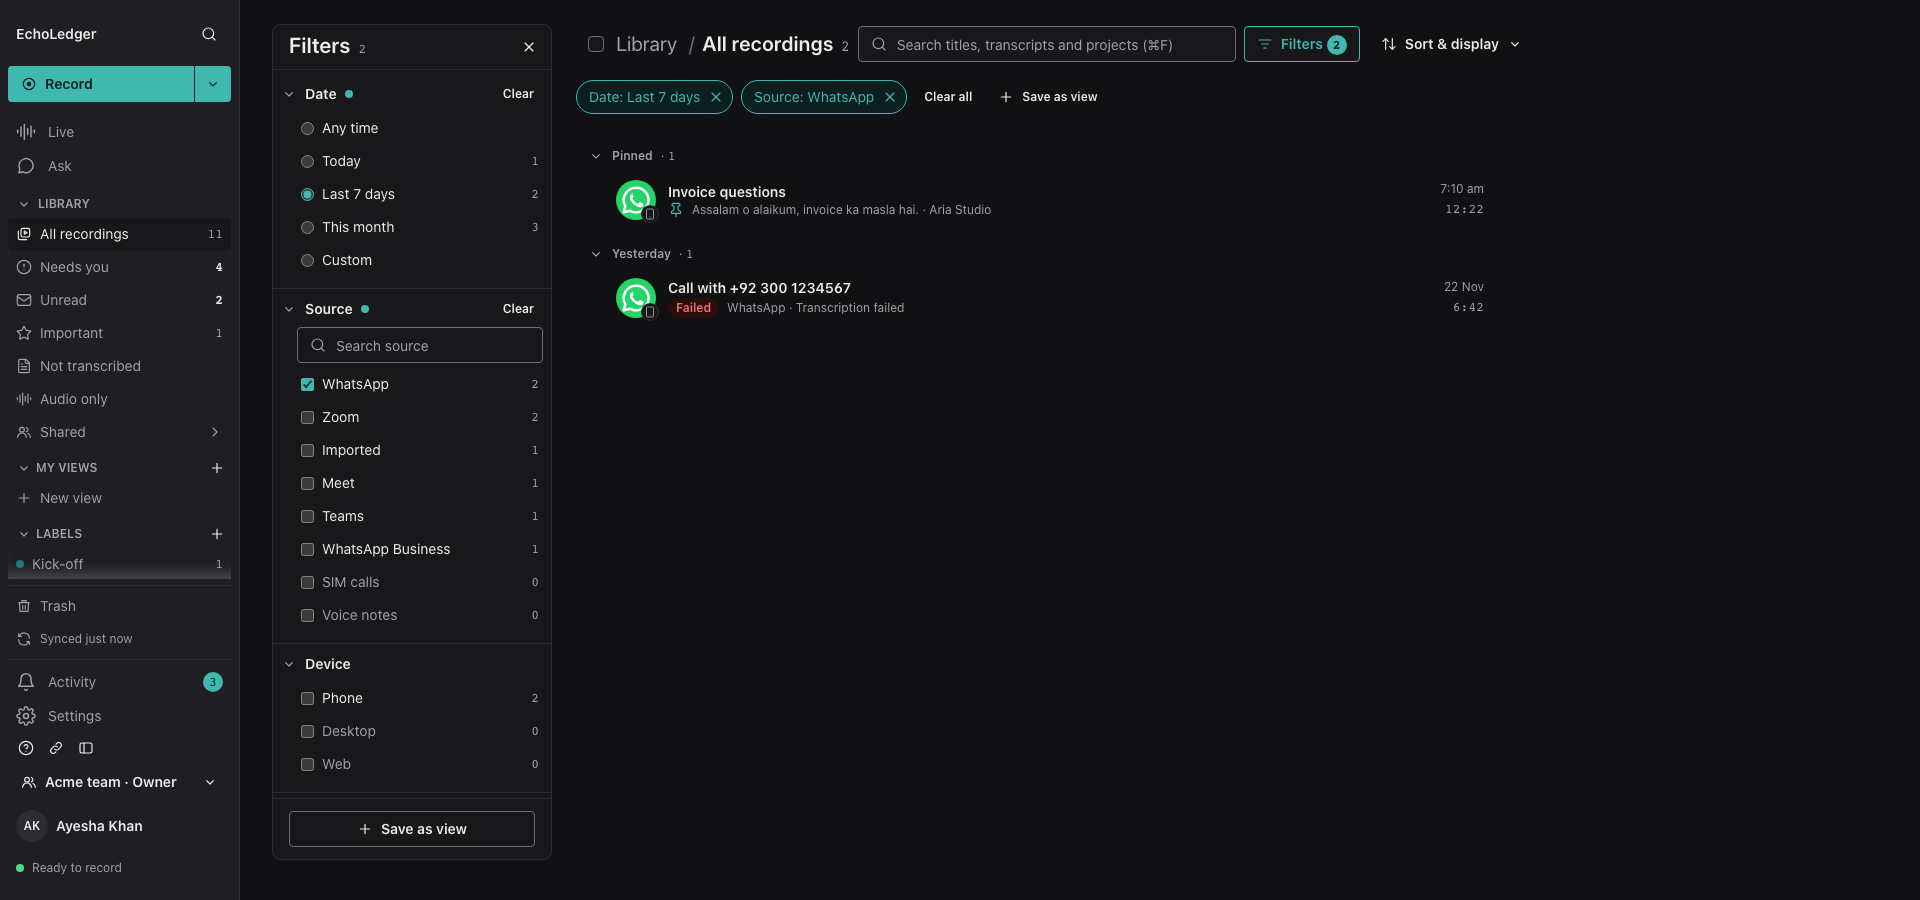 EchoLedger
Record
Live
Ask
LIBRARY
All recordings 11
Needs you 4
Unread 2
Important 1
Not transcribed
Audio only
Shared
MY VIEWS
New view
LABELS
Kick-off 1
Trash
Synced just now
Activity 3
Settings
Acme team · Owner
AK Ayesha Khan
Ready to record
Filters 2
Date Clear
Any time
Today 1
Last 7 days 2
This month 3
Custom
Source Clear
Search source
WhatsApp 2
Zoom 2
Imported 1
Meet 1
Teams 1
WhatsApp Business 1
SIM calls 0
Voice notes 0
Device
Phone 2
Desktop 0
Web 0
Save as view
Library / All recordings 2
Search titles, transcripts and projects (⌘F)
Filters 2
Sort & display
Date: Last 7 days
Source: WhatsApp
Clear all
Save as view
Pinned · 1
Invoice questions 7:10 am
Assalam o alaikum, invoice ka masla hai. · Aria Studio 12:22
Yesterday · 1
Call with +92 300 1234567 22 Nov
Failed WhatsApp · Transcription failed 6:42